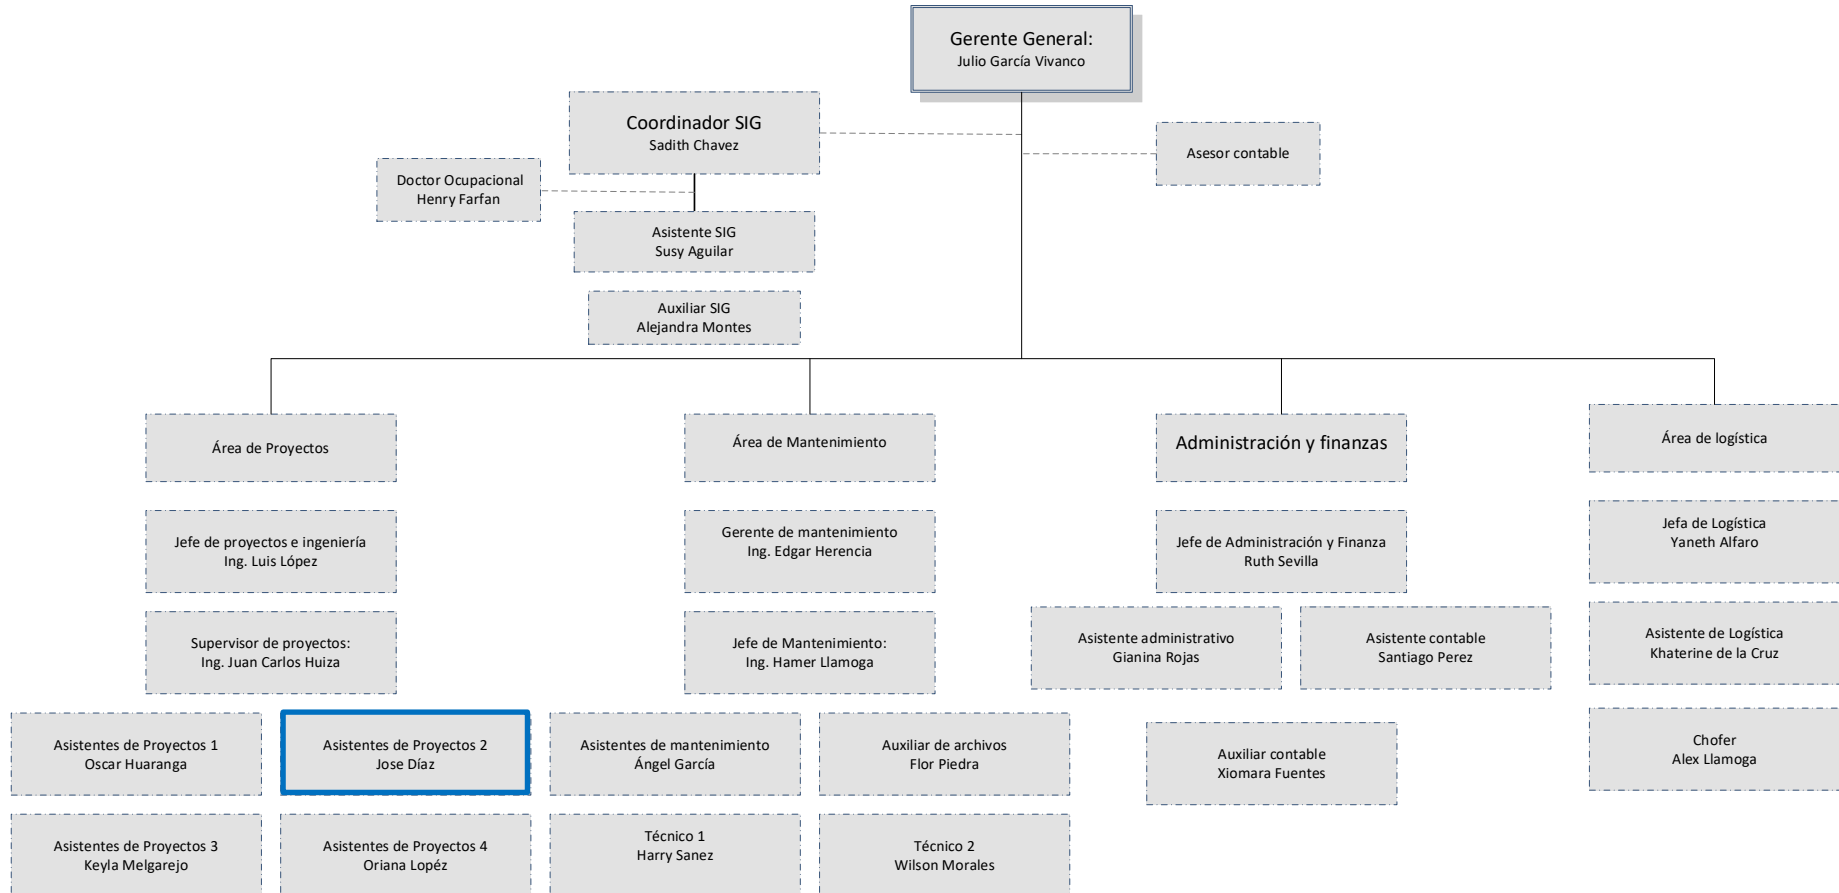 Gerente General:
Julio García Vivanco
Coordinador SIG
Sadith Chavez
Asesor contable
Doctor Ocupacional
Henry Farfan
Asistente SIG
Susy Aguilar
Auxiliar SIG
Alejandra Montes
Área de Proyectos
Área de Mantenimiento
Administración y finanzas
Área de logística
Jefe de proyectos e ingeniería
Ing. Luis López
Gerente de mantenimiento
Ing. Edgar Herencia
Jefe de Administración y Finanza
Ruth Sevilla
Jefa de Logística
Yaneth Alfaro
Supervisor de proyectos:
Ing. Juan Carlos Huiza
Jefe de Mantenimiento:
Ing. Hamer Llamoga
Asistente administrativo
Gianina Rojas
Asistente contable
Santiago Perez
Asistente de Logística
Khaterine de la Cruz
Asistentes de Proyectos 1
Oscar Huaranga
Asistentes de Proyectos 2
Jose Díaz
Asistentes de mantenimiento
Ángel García
Auxiliar de archivos
Flor Piedra
Auxiliar contable
Xiomara Fuentes
Chofer
Alex Llamoga
Asistentes de Proyectos 3
Keyla Melgarejo
Asistentes de Proyectos 4
Oriana Lopéz
Técnico 1
Harry Sanez
Técnico 2
Wilson Morales